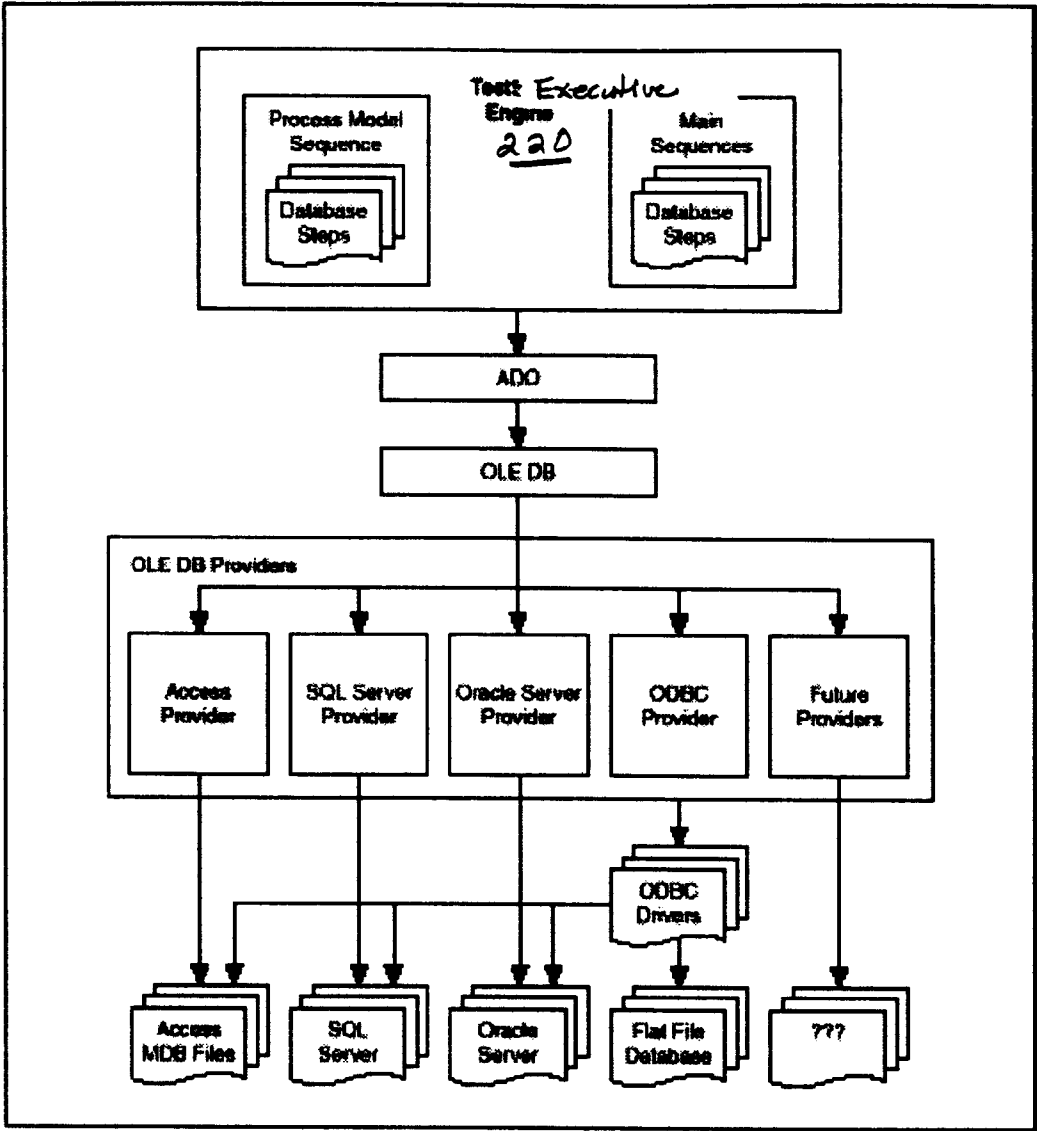 Test Executive
Engine
220
Process Model
Sequence
Database
Steps
Main
Sequences
Database
Steps
ADO
OLE DB
OLE DB Providers
Access
Provider
SQL Server
Provider
Oracle Server
Provider
ODBC
Provider
Future
Providers
ODBC
Drivers
Access
MDB Files
SQL
Server
Oracle
Server
Flat File
Database
???